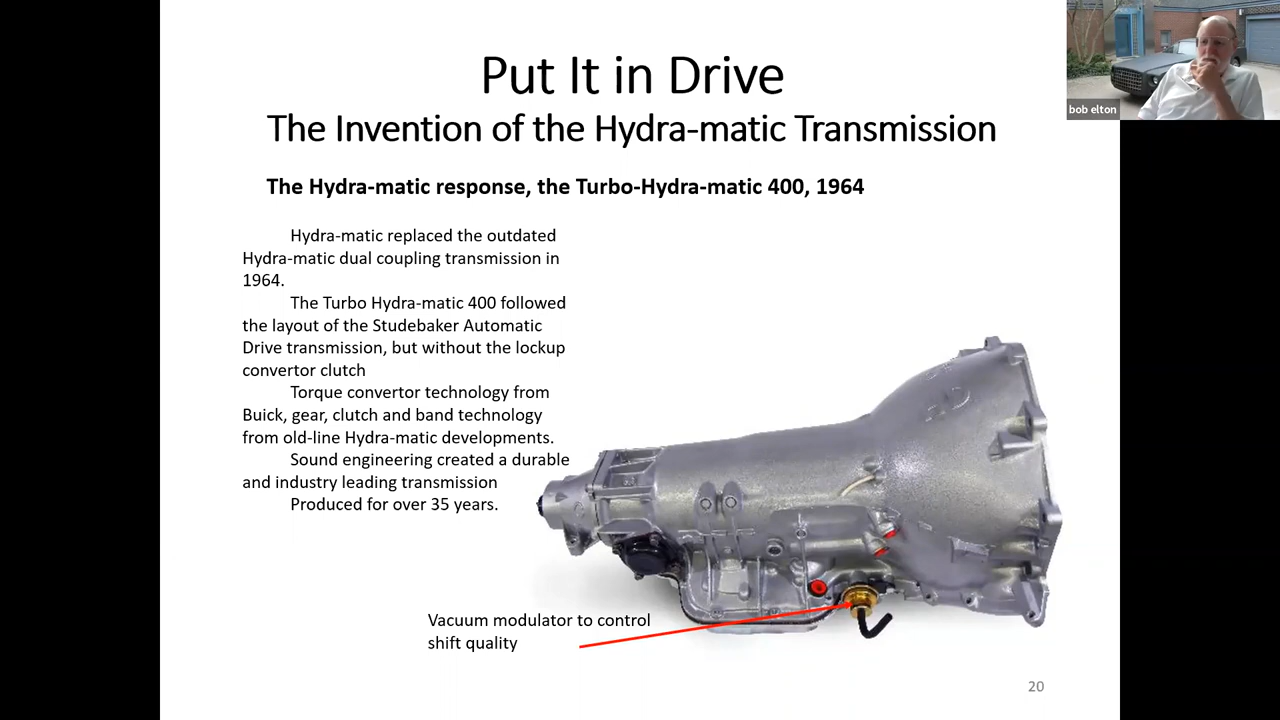 Put It in Drive
The Invention of the Hydra-matic Transmission
bob elton
The Hydra-matic response, the Turbo-Hydra-matic 400, 1964
Hydra-matic replaced the outdated
Hydra-matic dual coupling transmission in
1964.
The Turbo Hydra-matic 400 followed
the layout of the Studebaker Automatic
Drive transmission, but without the lockup
convertor clutch
Torque convertor technology from
Buick, gear, clutch and band technology
from old-line Hydra-matic developments.
Sound engineering created a durable
and industry leading transmission
Produced for over 35 years.
Vacuum modulator to control
shift quality
20